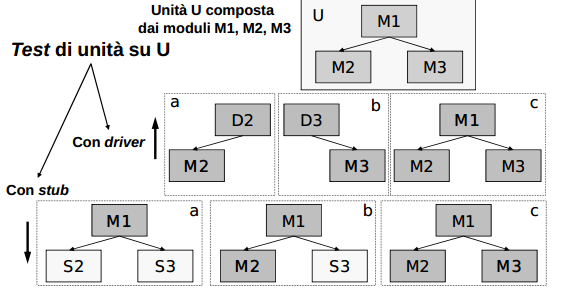 Unità U composta
dai moduli M1, M2, M3
U
M1
M2 M3
Test di unità su U
Con driver
a
D2
M2
D3
b
M3
c
M1
M2 M3
Con stub
a
M1
S2 S3
b
M1
M2 S3
c
M1
M2 M3